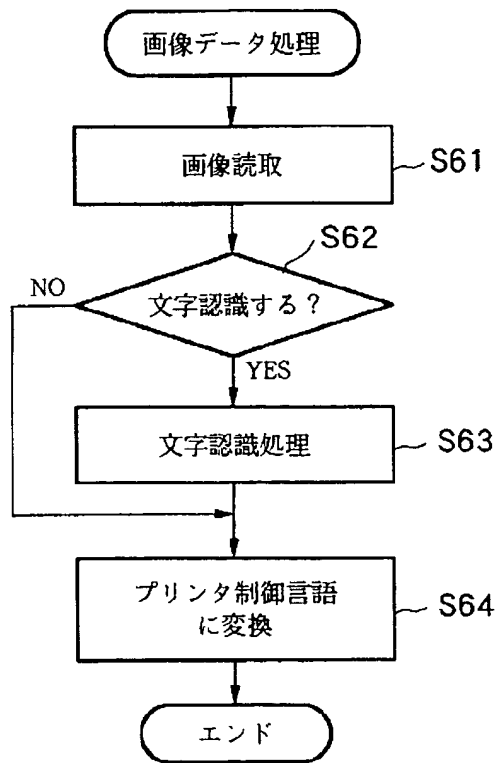 画像データ処理
画像読取
S61
S62
NO
文字認識する?
YES
文字認識処理
S63
プリンタ制御言語
に変換
S64
エンド